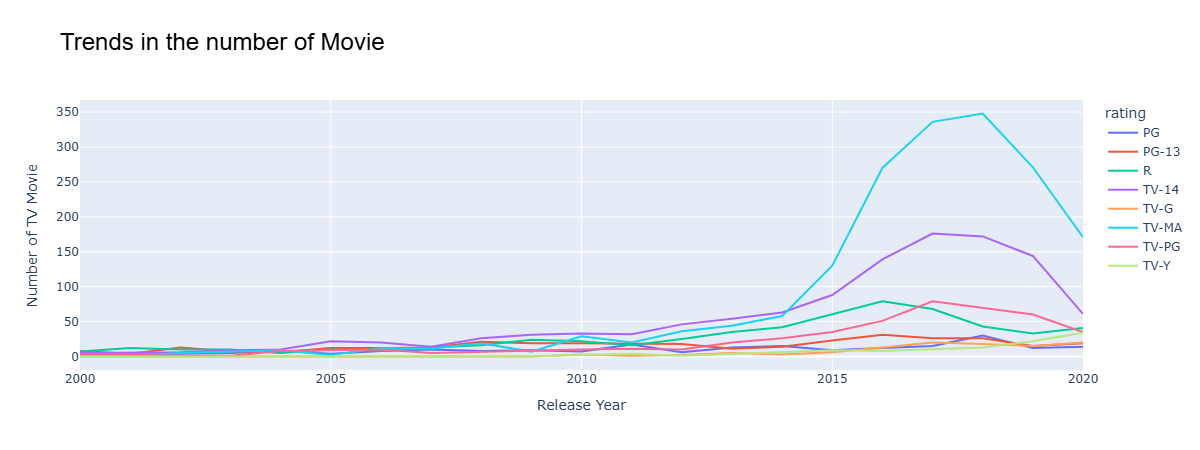 Trends in the number of Movie
Number of TV Movie
350
300
250
200
150
100
50
0
2000
2005
2010
2015
2020
Release Year
rating
PG
PG-13
R
TV-14
TV-G
TV-MA
TV-PG
TV-Y